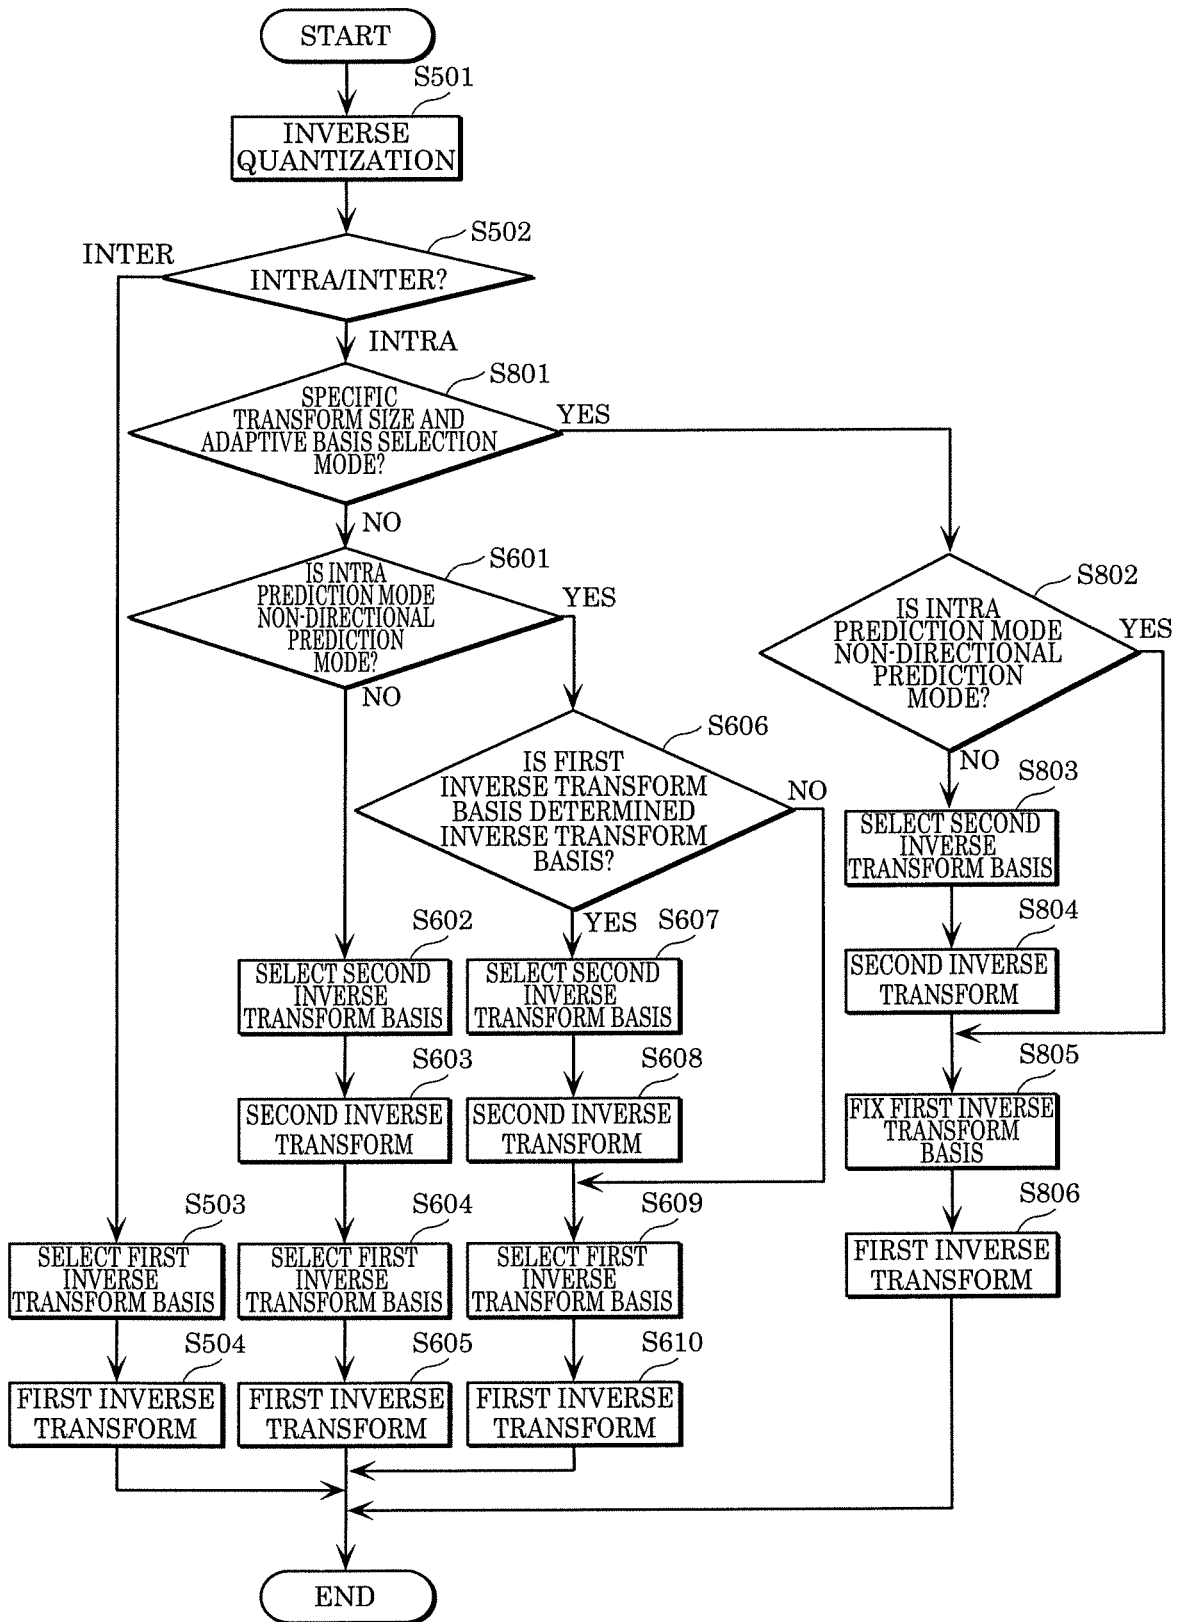 START
S501
INVERSE
QUANTIZATION
S502
INTER
INTRA/INTER?
INTRA
S801
SPECIFIC
TRANSFORM SIZE AND
ADAPTIVE BASIS SELECTION
MODE?
YES
NO
S601
IS INTRA
PREDICTION MODE
NON-DIRECTIONAL
PREDICTION
MODE?
YES
NO
S802
IS INTRA
PREDICTION MODE
NON-DIRECTIONAL
PREDICTION
MODE?
YES
NO
S606
IS FIRST
INVERSE TRANSFORM
BASIS DETERMINED
INVERSE TRANSFORM
BASIS?
NO
YES
S803
SELECT SECOND
INVERSE
TRANSFORM BASIS
S804
SECOND INVERSE
TRANSFORM
S602
SELECT SECOND
INVERSE
TRANSFORM BASIS
S607
SELECT SECOND
INVERSE
TRANSFORM BASIS
S603
SECOND INVERSE
TRANSFORM
S608
SECOND INVERSE
TRANSFORM
S805
FIX FIRST INVERSE
TRANSFORM
BASIS
S503
SELECT FIRST
INVERSE
TRANSFORM BASIS
S604
SELECT FIRST
INVERSE
TRANSFORM BASIS
S609
SELECT FIRST
INVERSE
TRANSFORM BASIS
S806
FIRST INVERSE
TRANSFORM
S504
FIRST INVERSE
TRANSFORM
S605
FIRST INVERSE
TRANSFORM
S610
FIRST INVERSE
TRANSFORM
END